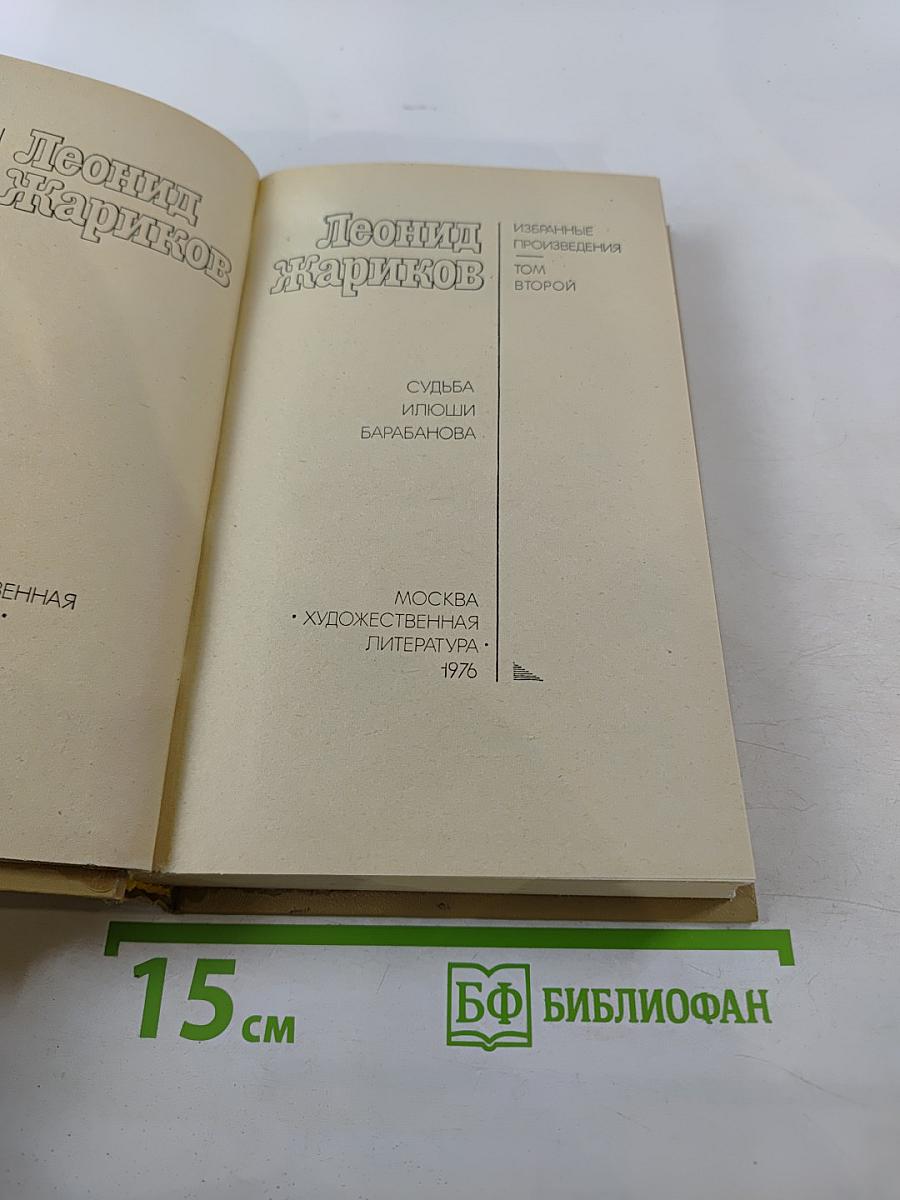 Леонид
Жариков
ВЕННАЯ
Леонид
Жариков
ИЗБРАННЫЕ
ПРОИЗВЕДЕНИЯ
ТОМ
ВТОРОЙ
СУДЬБА
ИЛЮШИ
БАРАБАНОВА
МОСКВА
• ХУДОЖЕСТВЕННАЯ
ЛИТЕРАТУРА •
1976
15 см
БФ БИБЛИОФАН